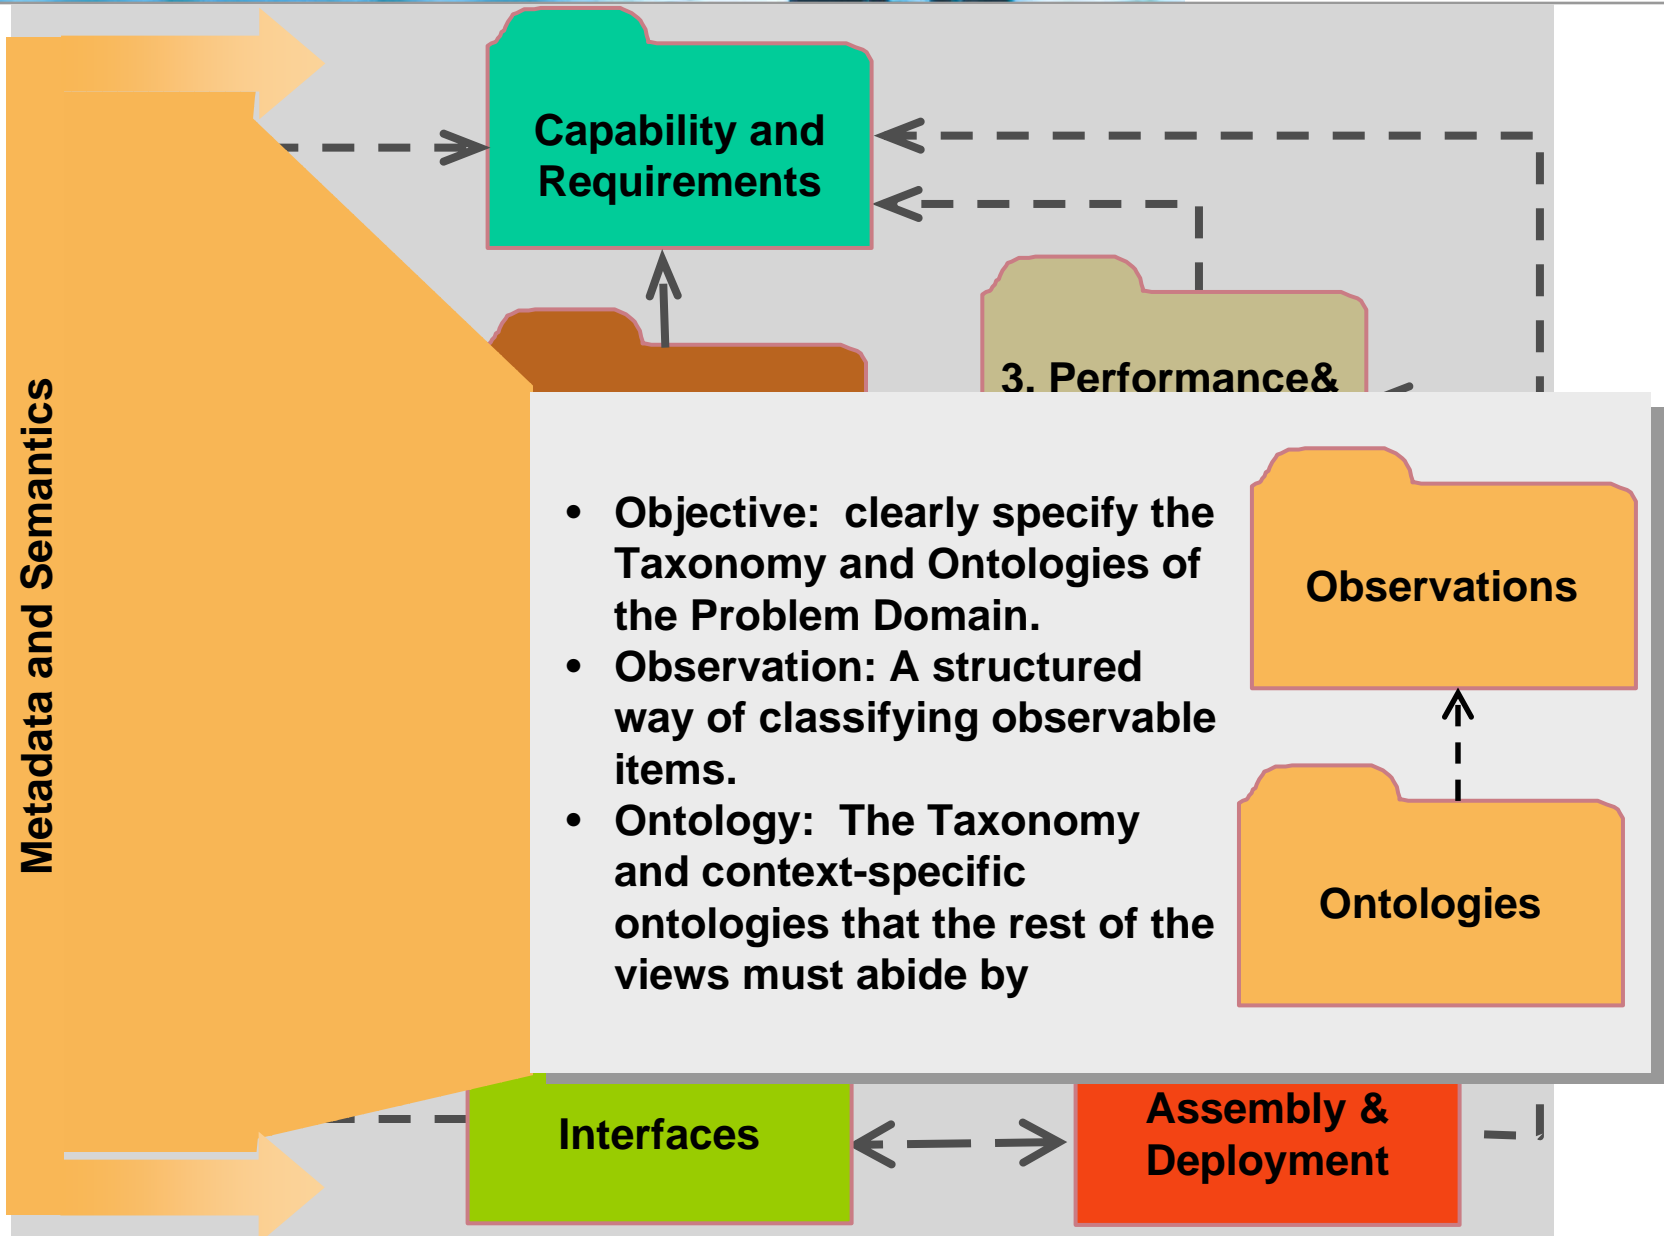 Metadata and Semantics
Capability and
Requirements
3. Performance&
• Objective:  clearly specify the
Taxonomy and Ontologies of
the Problem Domain.
• Observation: A structured
way of classifying observable
items.
• Ontology:  The Taxonomy
and context-specific
ontologies that the rest of the
views must abide by
Observations
Ontologies
Interfaces
Assembly &
Deployment